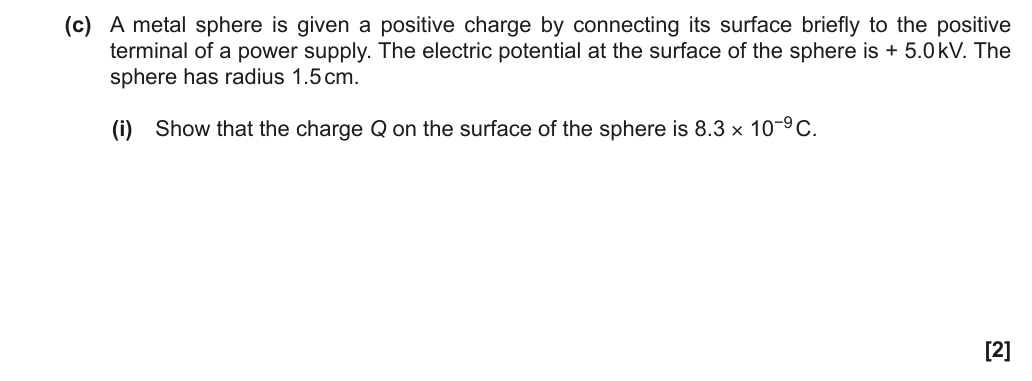 (c) A metal sphere is given a positive charge by connecting its surface briefly to the positive
terminal of a power supply. The electric potential at the surface of the sphere is + 5.0 kV. The
sphere has radius 1.5 cm.
(i) Show that the charge Q on the surface of the sphere is 8.3 × 10⁻⁹ C.
[2]